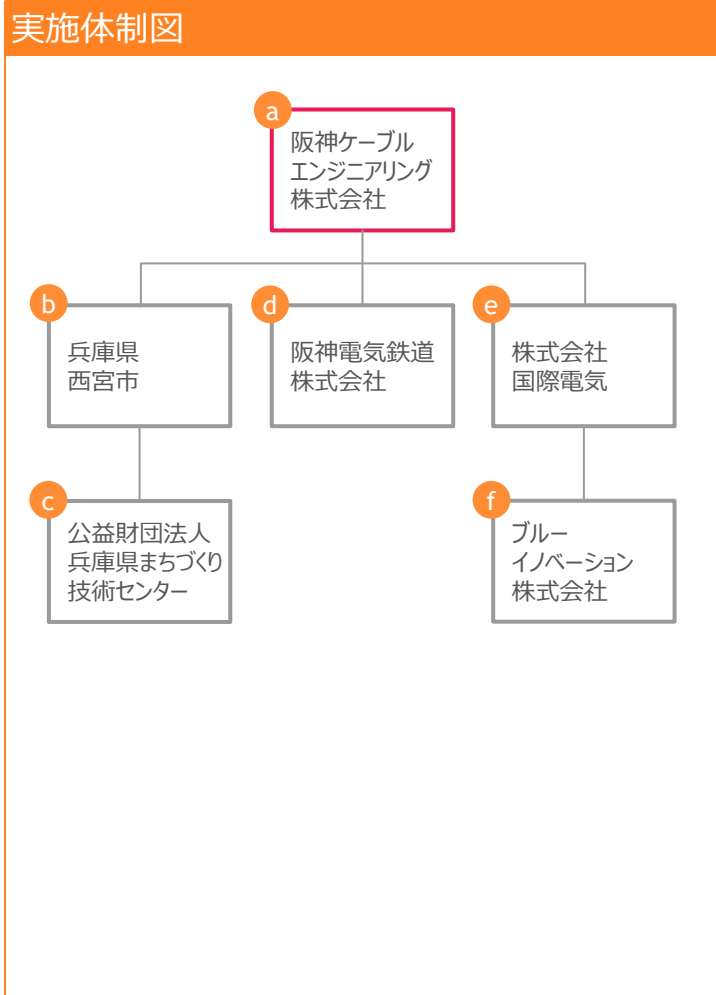 実施体制図
a
阪神ケーブル
エンジニアリング
株式会社
b
兵庫県
西宮市
d
阪神電気鉄道
株式会社
e
株式会社
国際電気
c
公益財団法人
兵庫県まちづくり
技術センター
f
ブルー
イノベーション
株式会社